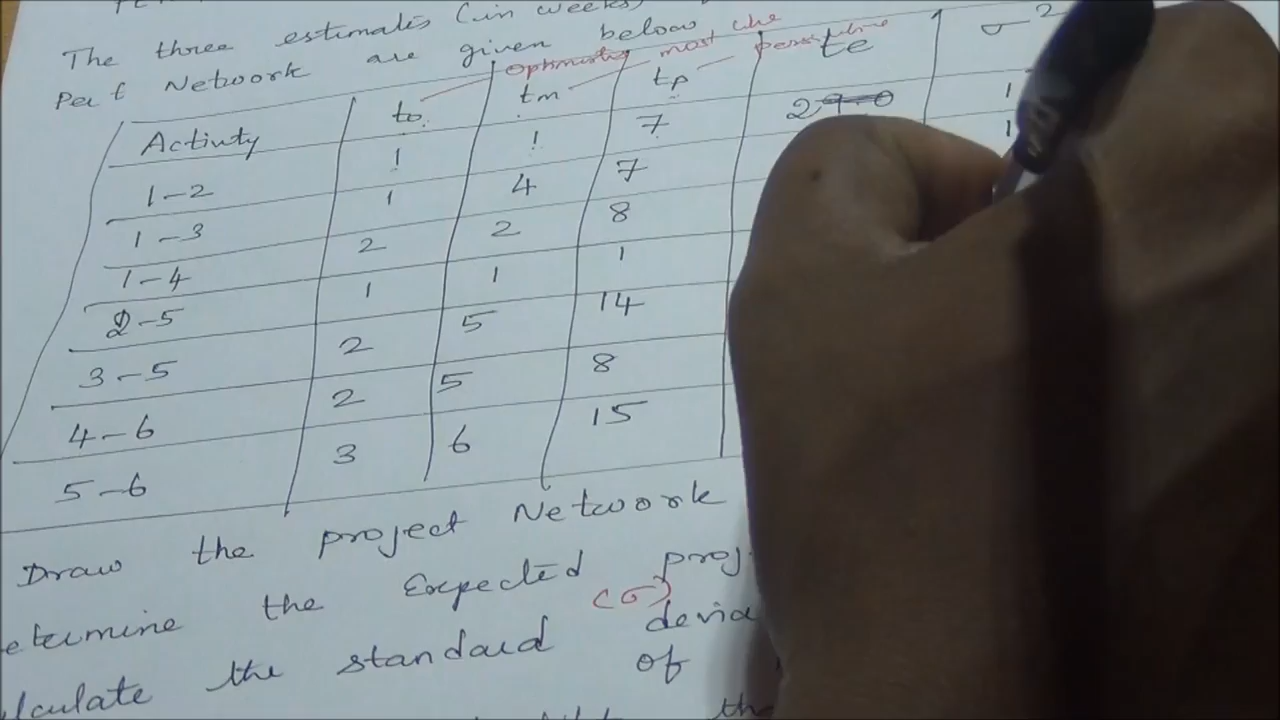 The three estimates (in weeks)
Pert Network are given below
optimistic most like
Activity to tm tp te σ²
1-2 1 1 7 2 1
1-3 1 4 7 1
1-4 2 2 8
2-5 1 1 1
3-5 2 5 14
4-6 2 5 8
5-6 3 6 15
Draw the project Network
etermine the Expected proj
(σ)
lculate the standard devia
of
the